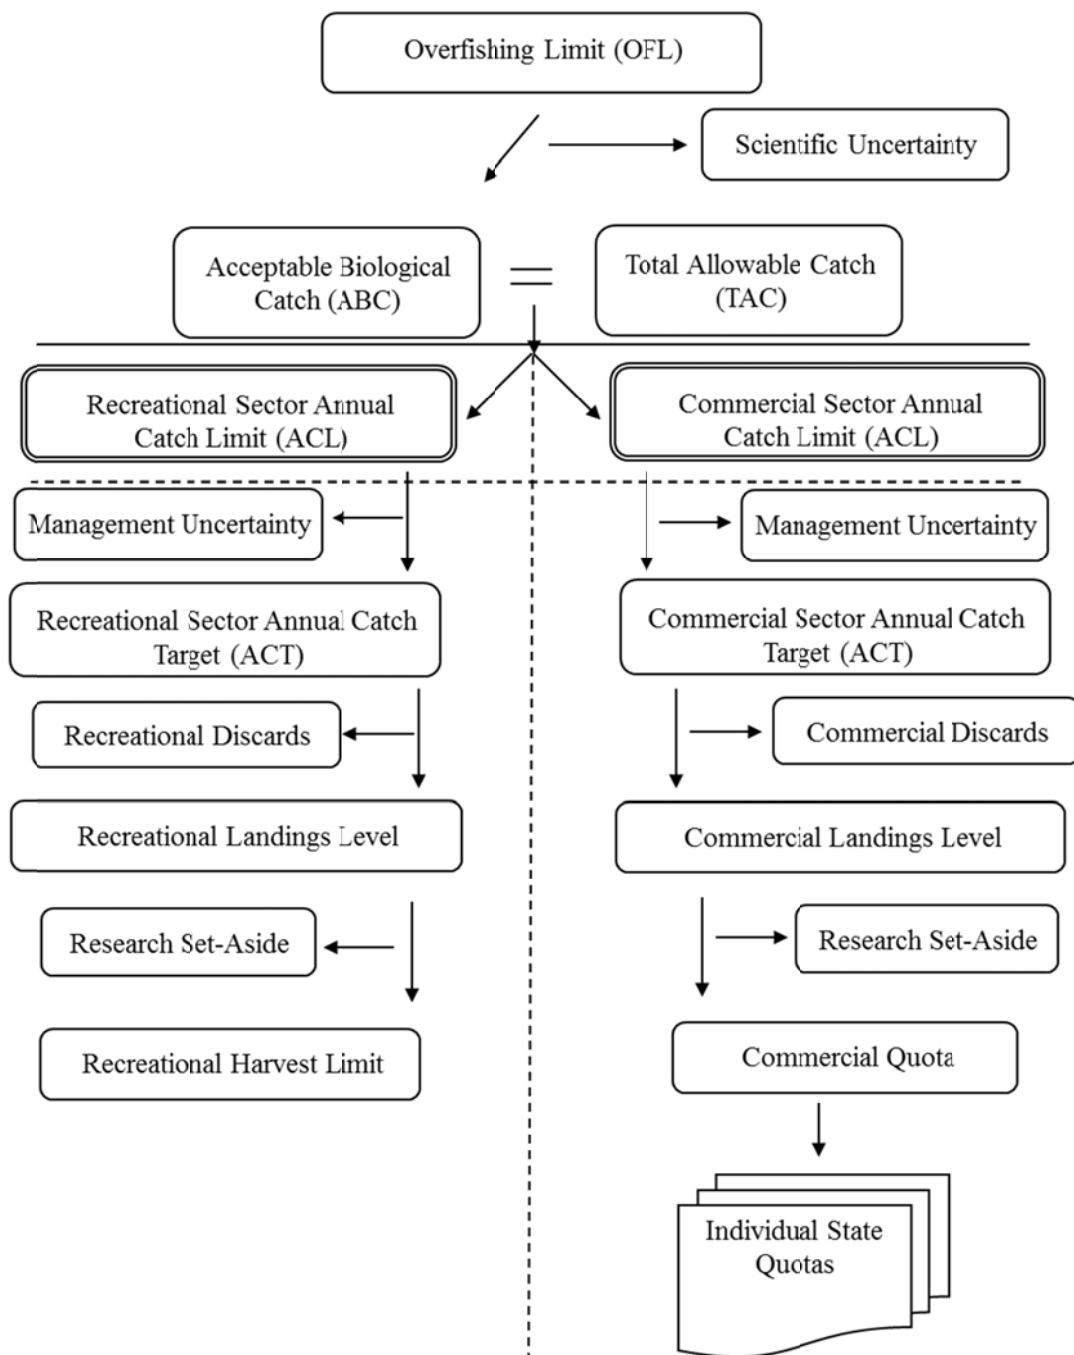 Overfishing Limit (OFL)
Scientific Uncertainty
Acceptable Biological
Catch (ABC)
Total Allowable Catch
(TAC)
Recreational Sector Annual
Catch Limit (ACL)
Commercial Sector Annual
Catch Limit (ACL)
Management Uncertainty
Management Uncertainty
Recreational Sector Annual Catch
Target (ACT)
Commercial Sector Annual Catch
Target (ACT)
Recreational Discards
Commercial Discards
Recreational Landings Level
Commercial Landings Level
Research Set-Aside
Research Set-Aside
Recreational Harvest Limit
Commercial Quota
Individual State
Quotas